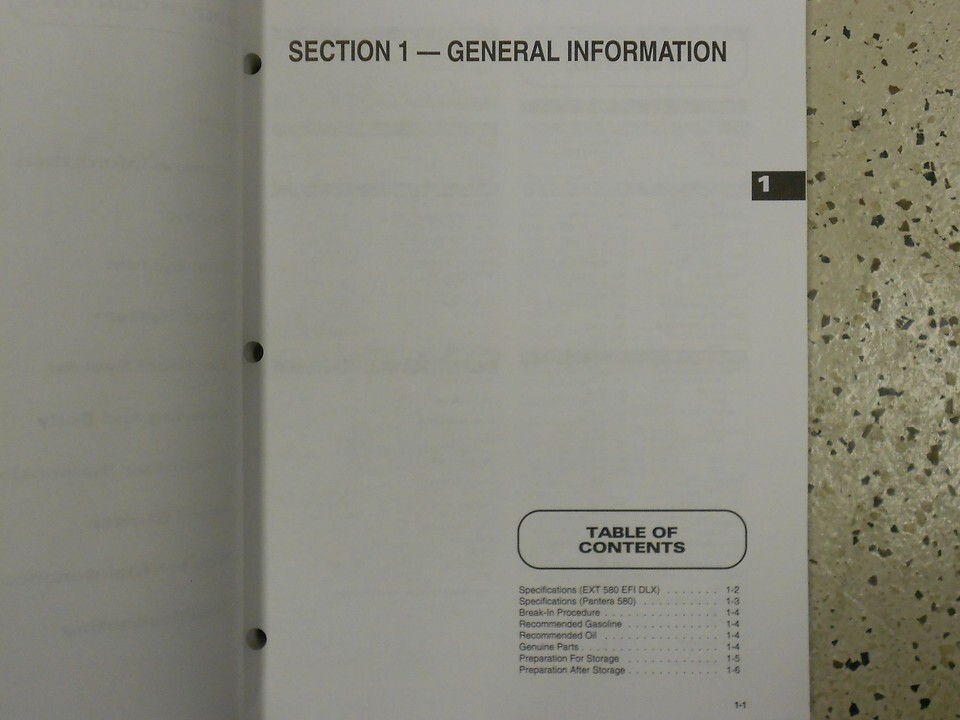 SECTION 1 — GENERAL INFORMATION
1
TABLE OF
CONTENTS
Specifications (EXT 580 EFI DLX) . . . . . . . 1-2
Specifications (Pantera 580) . . . . . . . . . . 1-3
Break-In Procedure . . . . . . . . . . . . . . . 1-4
Recommended Gasoline . . . . . . . . . . . . 1-4
Recommended Oil . . . . . . . . . . . . . . . 1-4
Genuine Parts . . . . . . . . . . . . . . . . . . 1-4
Preparation For Storage . . . . . . . . . . . . 1-5
Preparation After Storage . . . . . . . . . . . 1-6
1-1